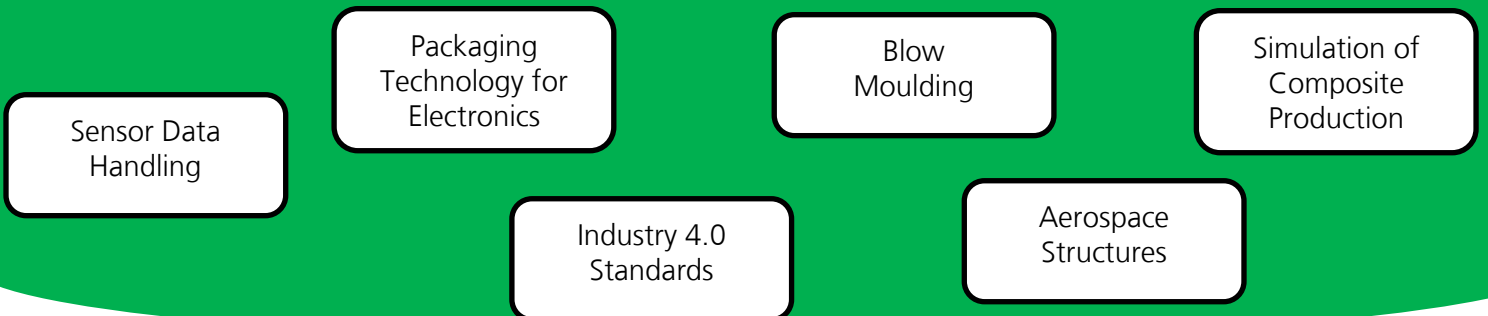 Sensor Data
Handling
Packaging
Technology for
Electronics
Industry 4.0
Standards
Blow
Moulding
Aerospace
Structures
Simulation of
Composite
Production